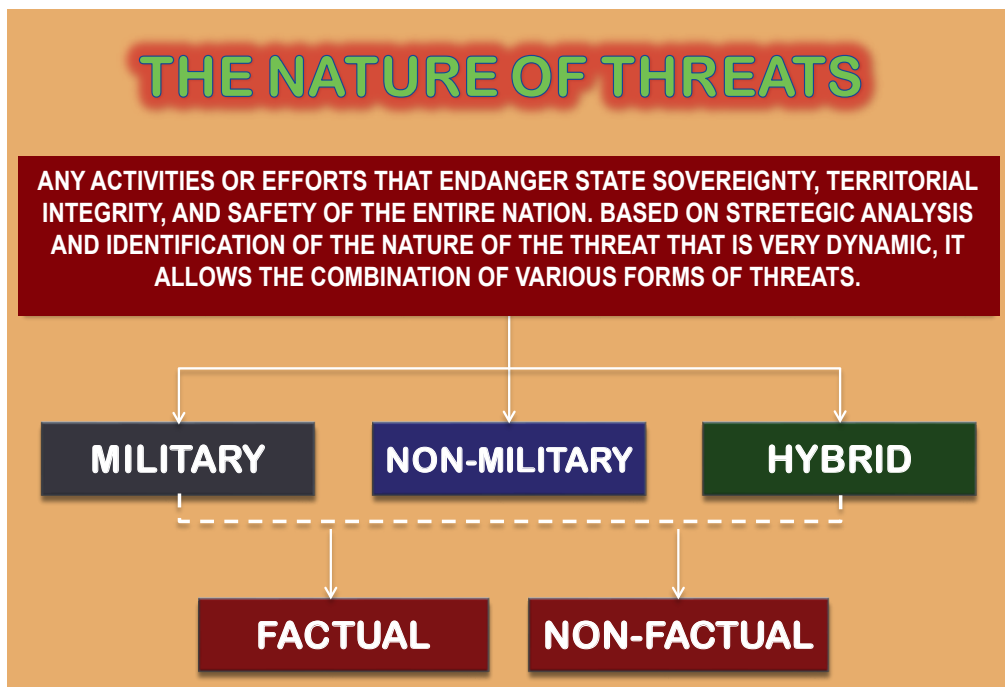 THE NATURE OF THREATS
ANY ACTIVITIES OR EFFORTS THAT ENDANGER STATE SOVEREIGNTY, TERRITORIAL
INTEGRITY, AND SAFETY OF THE ENTIRE NATION. BASED ON STRETEGIC ANALYSIS
AND IDENTIFICATION OF THE NATURE OF THE THREAT THAT IS VERY DYNAMIC, IT
ALLOWS THE COMBINATION OF VARIOUS FORMS OF THREATS.
MILITARY
NON-MILITARY
HYBRID
FACTUAL
NON-FACTUAL